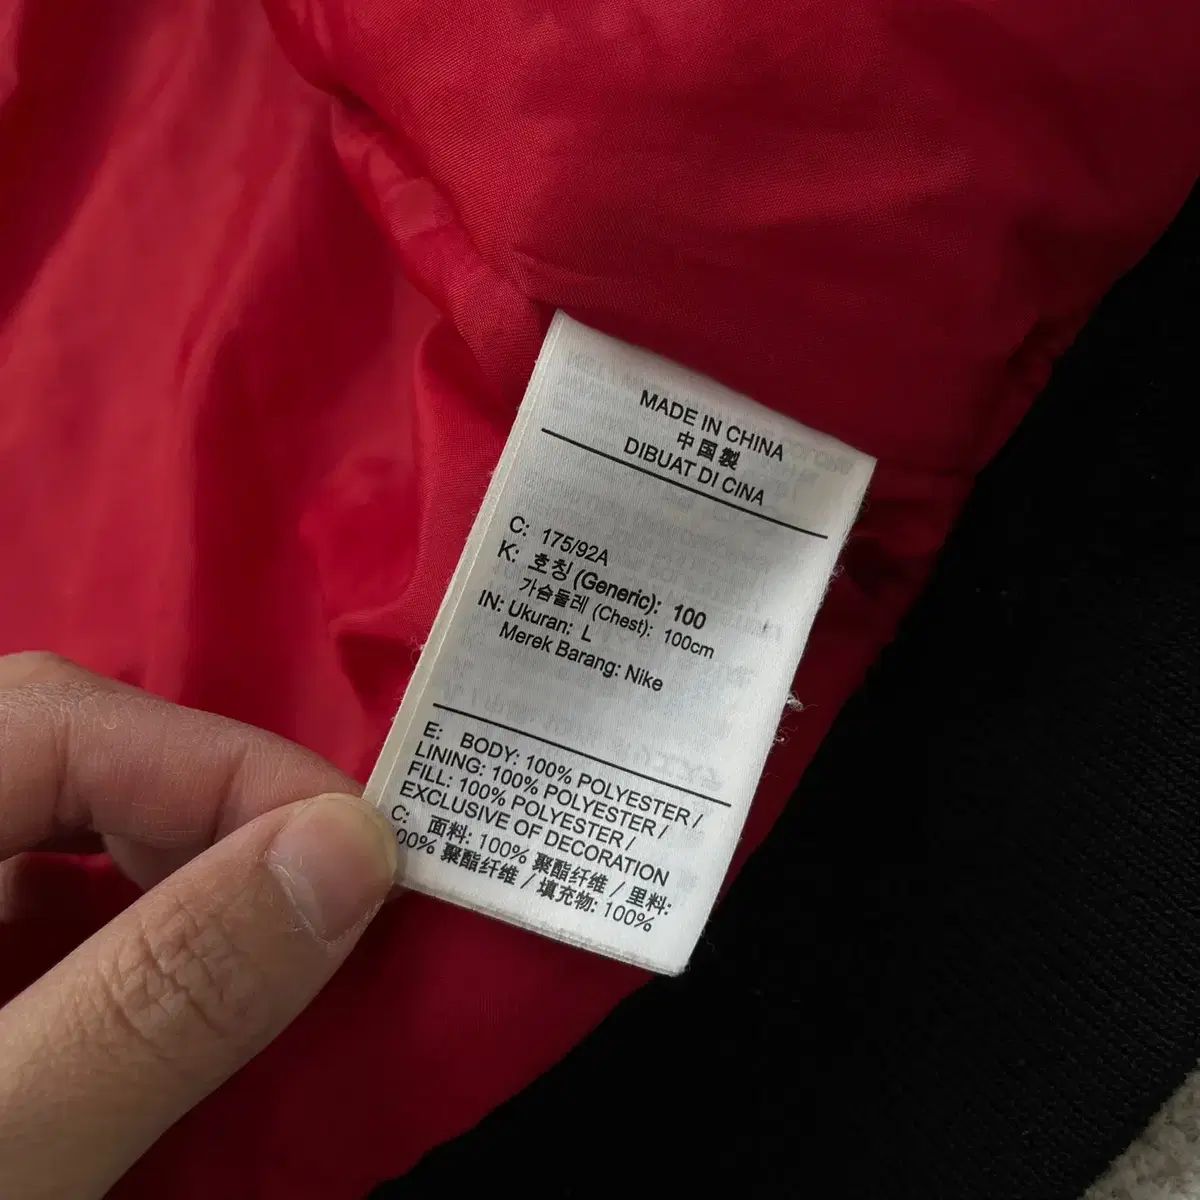 MADE IN CHINA
中国製
DIBUAT DI CINA
C: 175/92A
K: 호칭 (Generic): 100
가슴둘레 (Chest): 100cm
IN: Ukuran: L
Merek Barang: Nike
E: BODY: 100% POLYESTER /
LINING: 100% POLYESTER /
FILL: 100% POLYESTER /
EXCLUSIVE OF DECORATION
C: 面料: 100% 聚酯纤维 / 里料:
00% 聚酯纤维 / 填充物: 100%